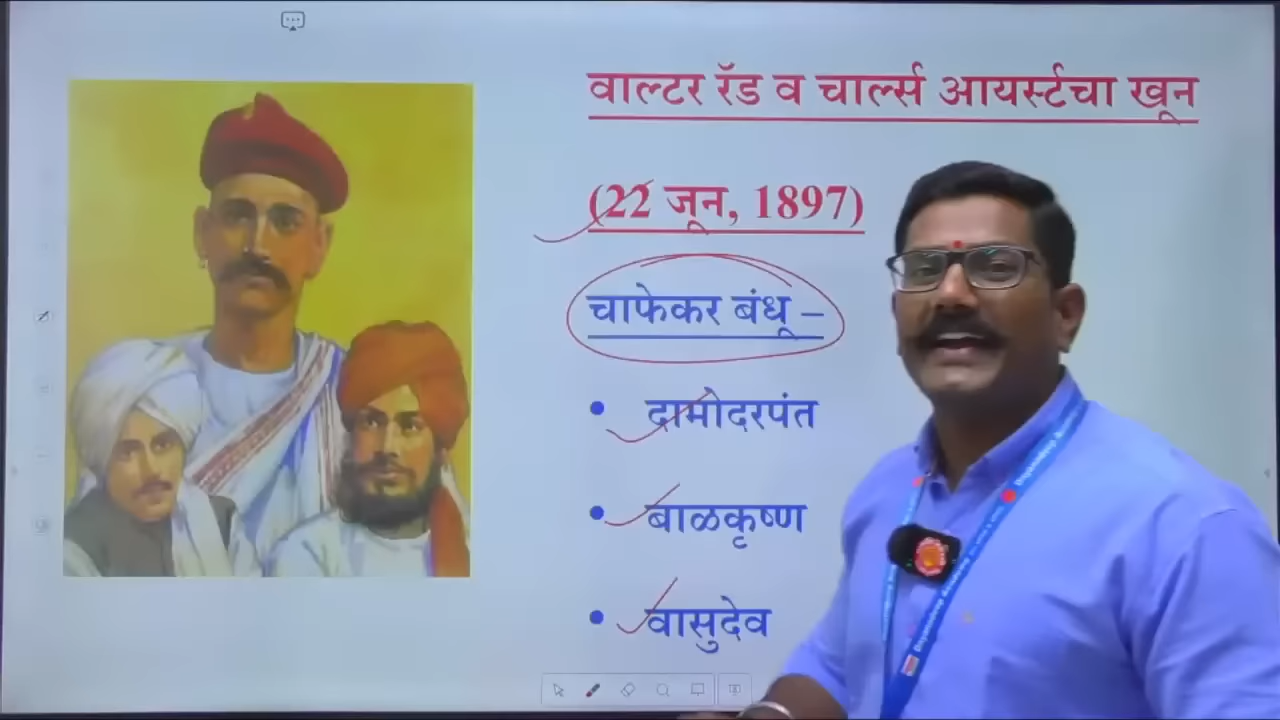 वाल्टर रॅड व चार्ल्स आयर्स्टचा खून
(22 जून, 1897)
चाफेकर बंधू –
• दामोदरपंत
• बाळकृष्ण
• वासुदेव